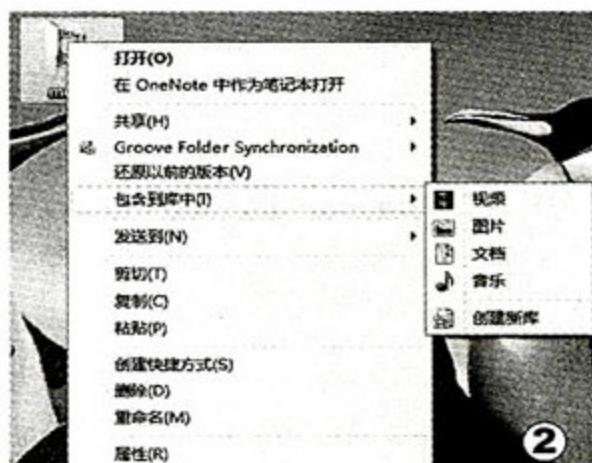 打开(O)
在 OneNote 中作为笔记本打开
共享(H)
Groove Folder Synchronization
还原以前的版本(V)
包含到库中(I)
视频
图片
文档
音乐
创建新库
发送到(N)
剪切(T)
复制(C)
粘贴(P)
创建快捷方式(S)
删除(D)
重命名(M)
属性(R)
2